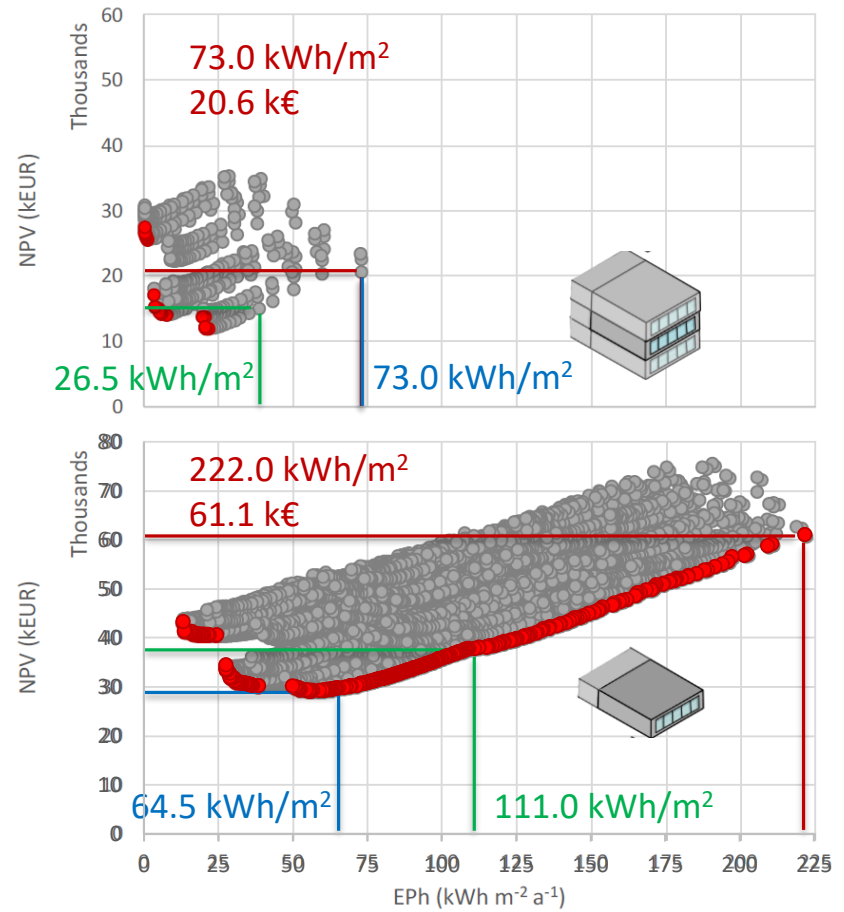 60
73.0 kWh/m²
20.6 k€
50
Thousands
40
NPV (kEUR)
30
20
10
26.5 kWh/m²
73.0 kWh/m²
0
80
222.0 kWh/m²
61.1 k€
70
Thousands
60
50
NPV (kEUR)
40
30
20
10
64.5 kWh/m²
111.0 kWh/m²
0
0 25 50 75 100 125 150 175 200 225
EPh (kWh m⁻² a⁻¹)